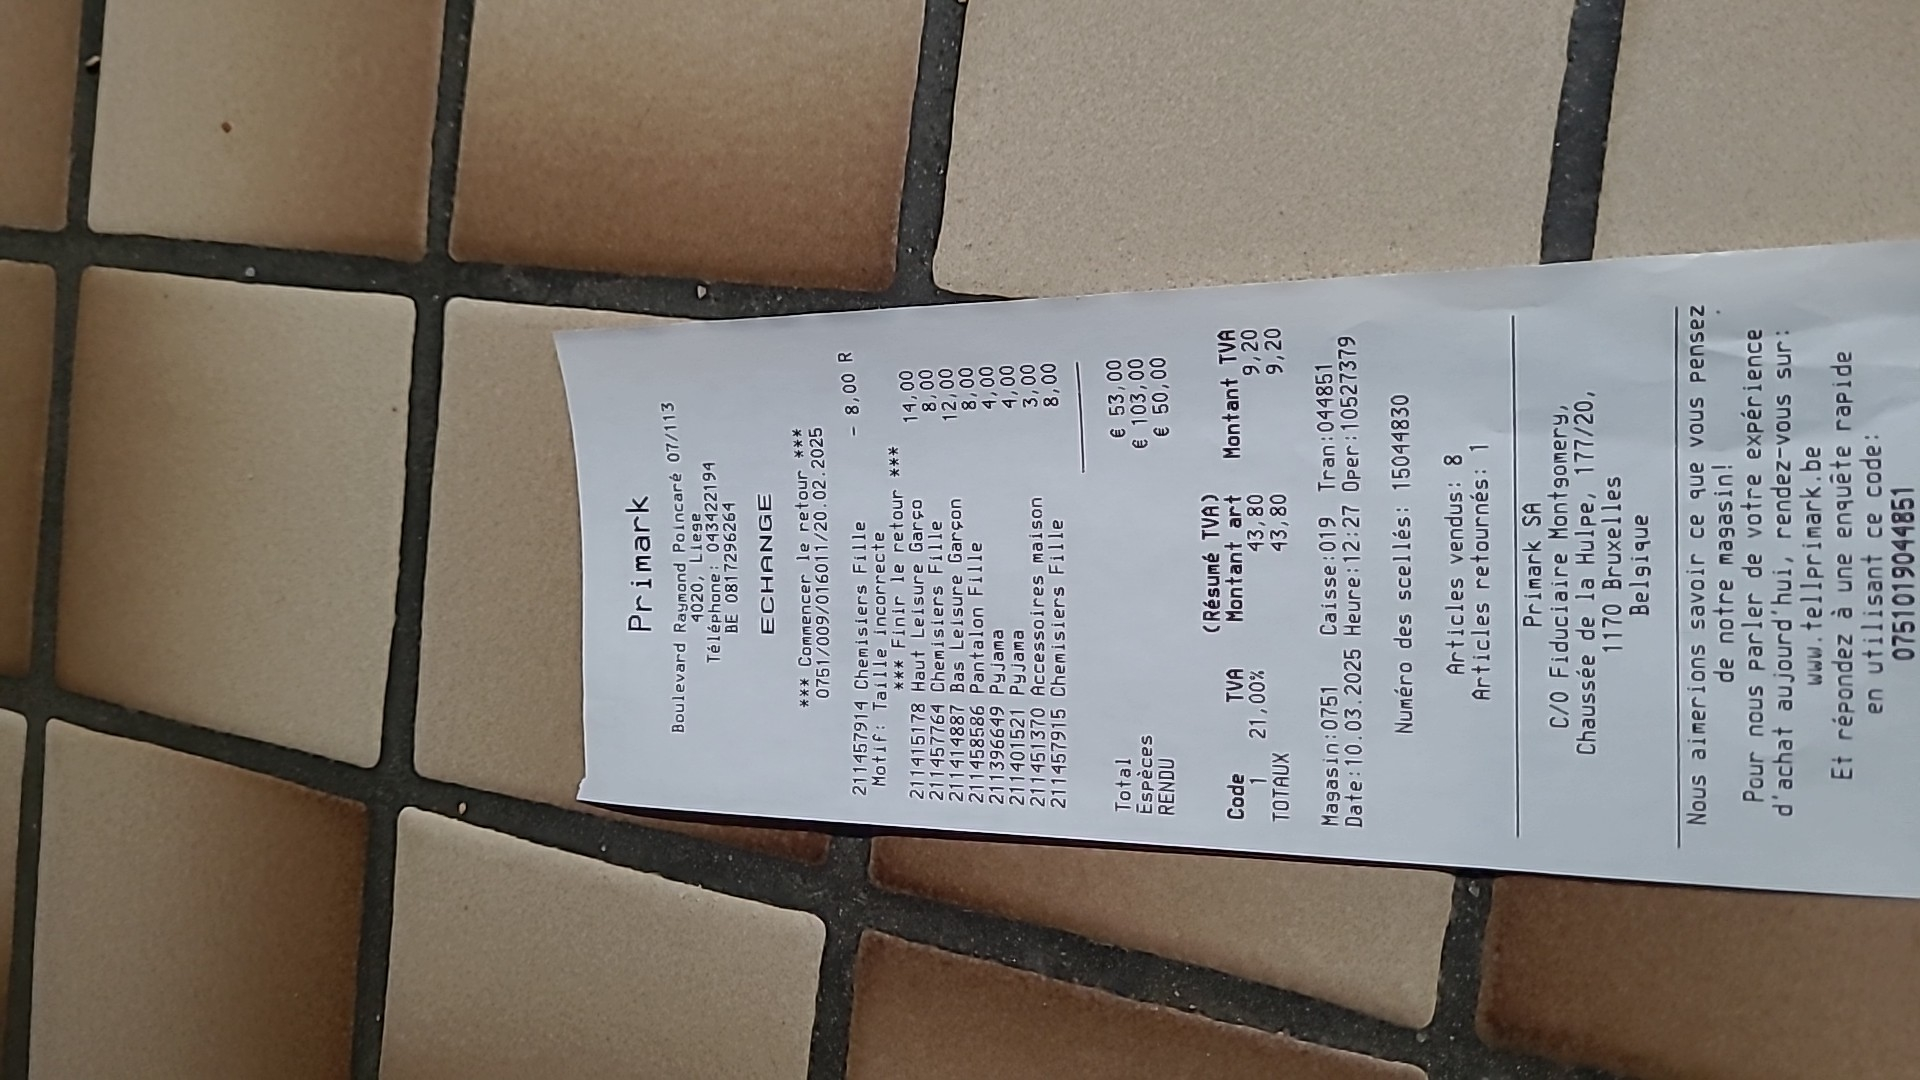 Primark
Boulevard Raymond Poincaré 07/113
4020, Liege
Téléphone: 043422194
BE 0817296264
ECHANGE
*** Commencer le retour ***
0751/009/016011/20.02.2025
211457914 Chemisiers Fille - 8,00 R
Motif: Taille incorrecte
*** Finir le retour ***
211415178 Haut Leisure Garço 14,00
211457764 Chemisiers Fille 8,00
211414887 Bas Leisure Garçon 12,00
211458586 Pantalon Fille 8,00
211396649 Pyjama 4,00
211401521 Pyjama 4,00
211451370 Accessoires maison 3,00
211457915 Chemisiers Fille 8,00
Total € 53,00
Espèces € 103,00
RENDU € 50,00
(Résumé TVA)
Code TVA Montant art Montant TVA
1 21,00% 43,80 9,20
TOTAUX 43,80 9,20
Magasin:0751 Caisse:019 Tran:044851
Date:10.03.2025 Heure:12:27 Oper:10527379
Numéro des scellés: 15044830
Articles vendus: 8
Articles retournés: 1
Primark SA
C/O Fiduciaire Montgomery,
Chaussée de la Hulpe, 177/20,
1170 Bruxelles
Belgique
Nous aimerions savoir ce que vous pensez
de notre magasin!
Pour nous parler de votre expérience
d'achat aujourd'hui, rendez-vous sur:
www.tellprimark.be
Et répondez à une enquête rapide
en utilisant ce code:
0751019044851